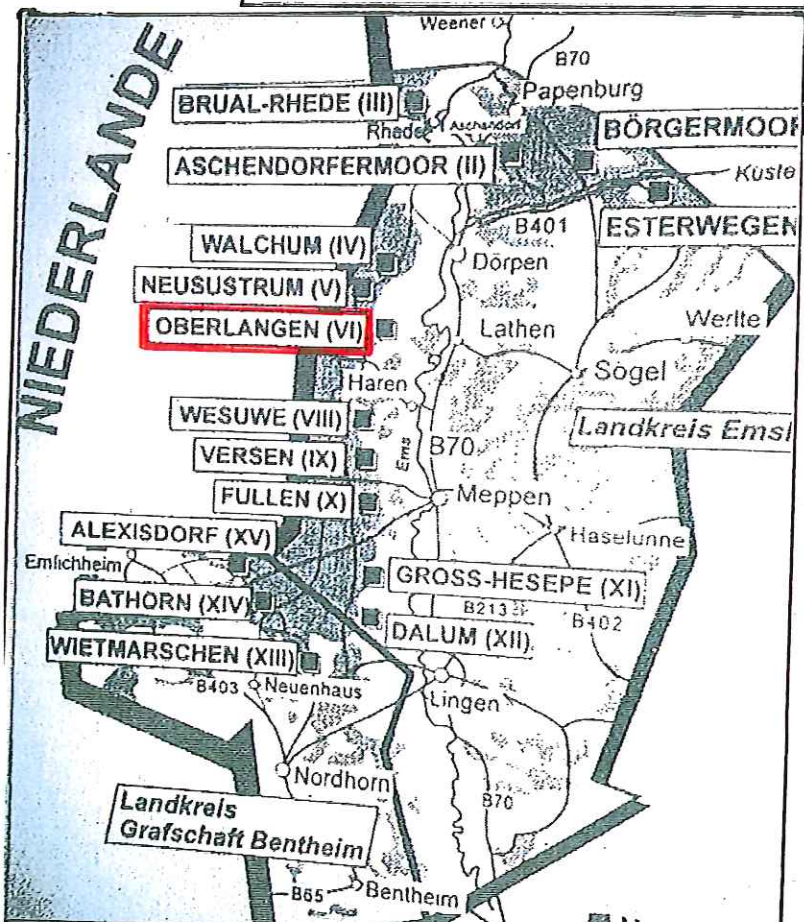 Weener
B70
BRUAL-RHEDE (III)
Papenburg
Rhede
Aschendorf
BÖRGERMOOR
ASCHENDORFERMOOR (II)
Küste
B401
ESTERWEGEN
WALCHUM (IV)
Dörpen
NEUSUSTRUM (V)
NIEDERLANDE
OBERLANGEN (VI)
Lathen
Werlte
Haren
Sögel
WESUWE (VIII)
Landkreis Emsl
Ems
B70
VERSEN (IX)
FULLEN (X)
Meppen
ALEXISDORF (XV)
Haselünne
Emlichheim
GROSS-HESEPE (XI)
BATHORN (XIV)
B213
B402
DALUM (XII)
WIETMARSCHEN (XIII)
B403
Neuenhaus
Lingen
Nordhorn
B70
Landkreis
Grafschaft Bentheim
B65
Bentheim